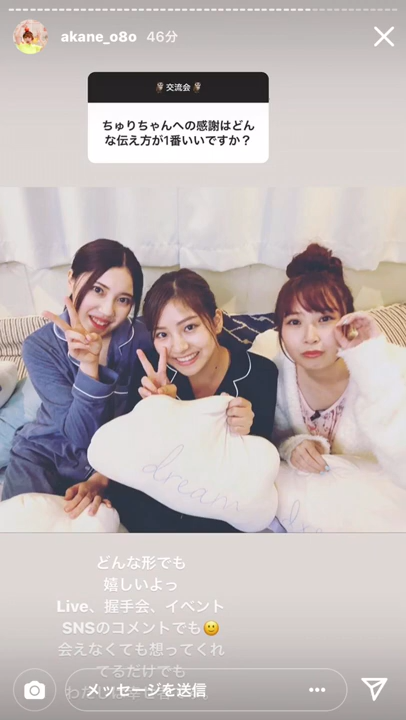 akane_o8o 46分
交流会
ちゅりちゃんへの感謝はどん
な伝え方が1番いいですか？
dream
どんな形でも
嬉しいよっ
Live、握手会、イベント
SNSのコメントでも🙂
会えなくても想ってくれ
てるだけでも
メッセージを送信